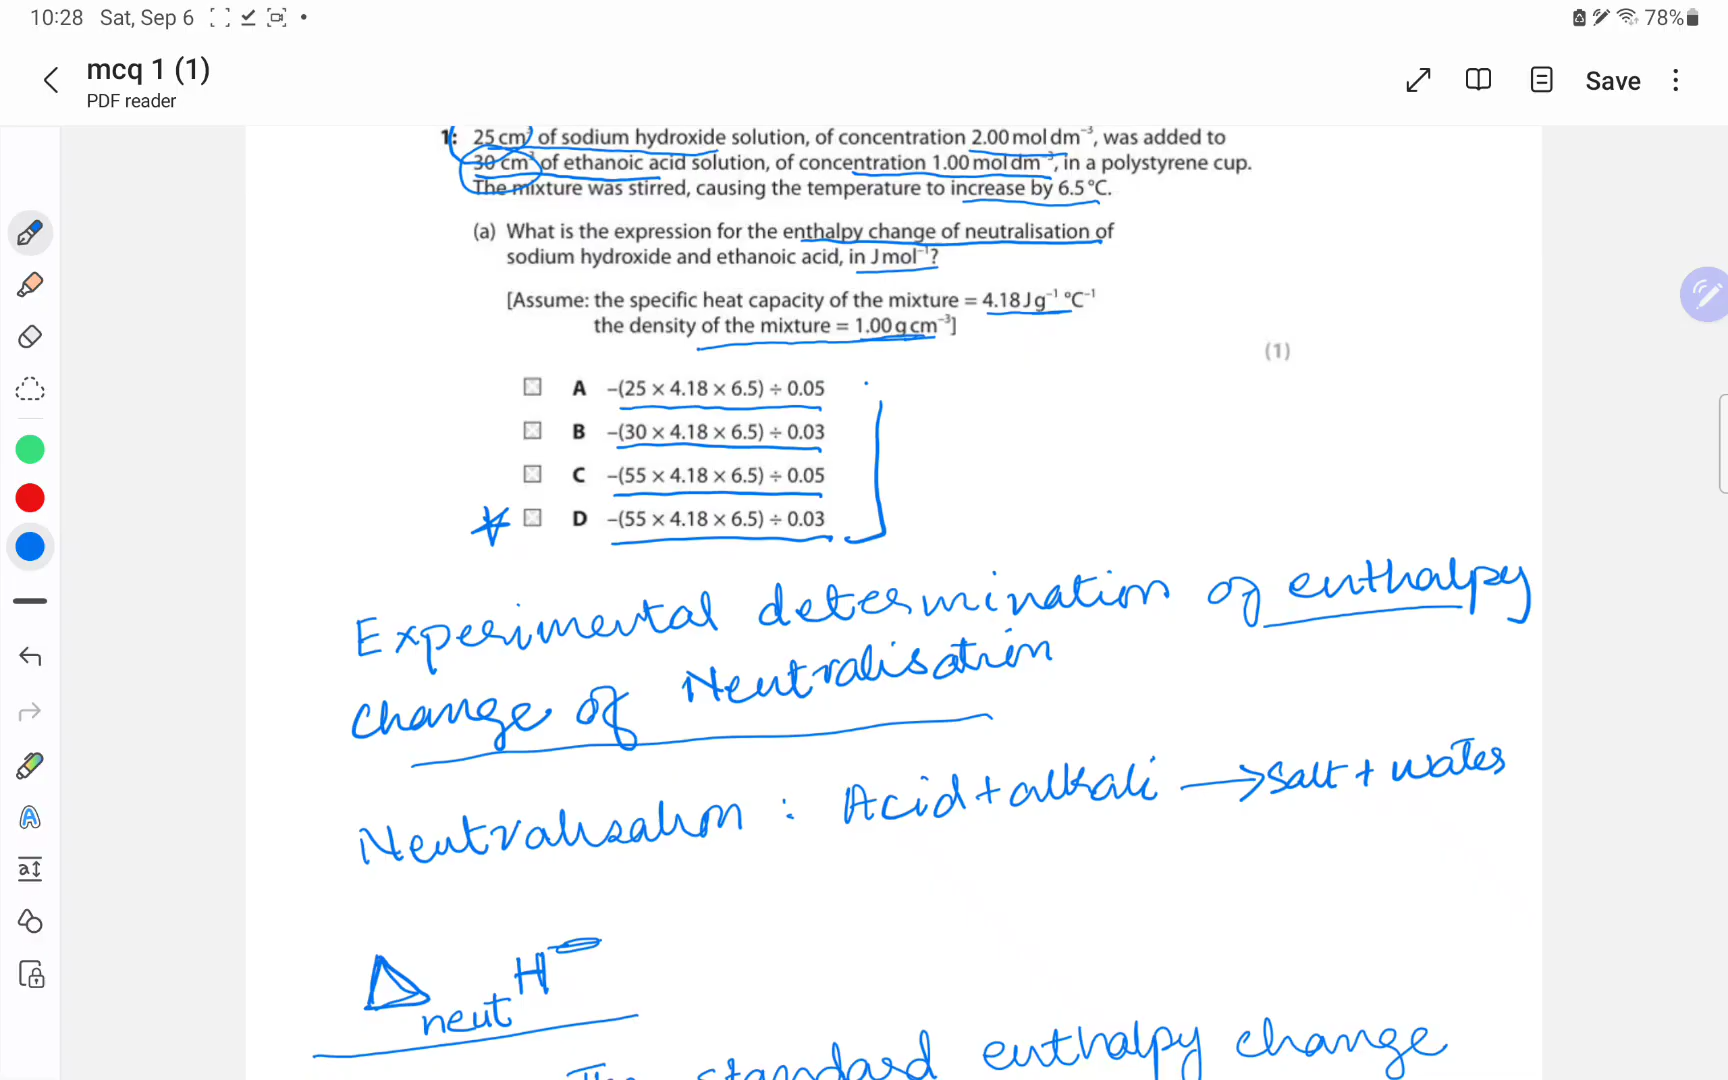 10:28 Sat, Sep 6 78%
mcq 1 (1)
PDF reader
Save
1: 25 cm³ of sodium hydroxide solution, of concentration 2.00 mol dm⁻³, was added to
30 cm³ of ethanoic acid solution, of concentration 1.00 mol dm⁻³, in a polystyrene cup.
The mixture was stirred, causing the temperature to increase by 6.5 °C.
(a) What is the expression for the enthalpy change of neutralisation of
sodium hydroxide and ethanoic acid, in J mol⁻¹?
[Assume: the specific heat capacity of the mixture = 4.18 J g⁻¹ °C⁻¹
the density of the mixture = 1.00 g cm⁻³]
(1)
A –(25 × 4.18 × 6.5) ÷ 0.05
B –(30 × 4.18 × 6.5) ÷ 0.03
C –(55 × 4.18 × 6.5) ÷ 0.05
D –(55 × 4.18 × 6.5) ÷ 0.03
Experimental determination of enthalpy
change of Neutralisation
Neutralisation : Acid + alkali → Salt + water
Δneut H
The standard enthalpy change